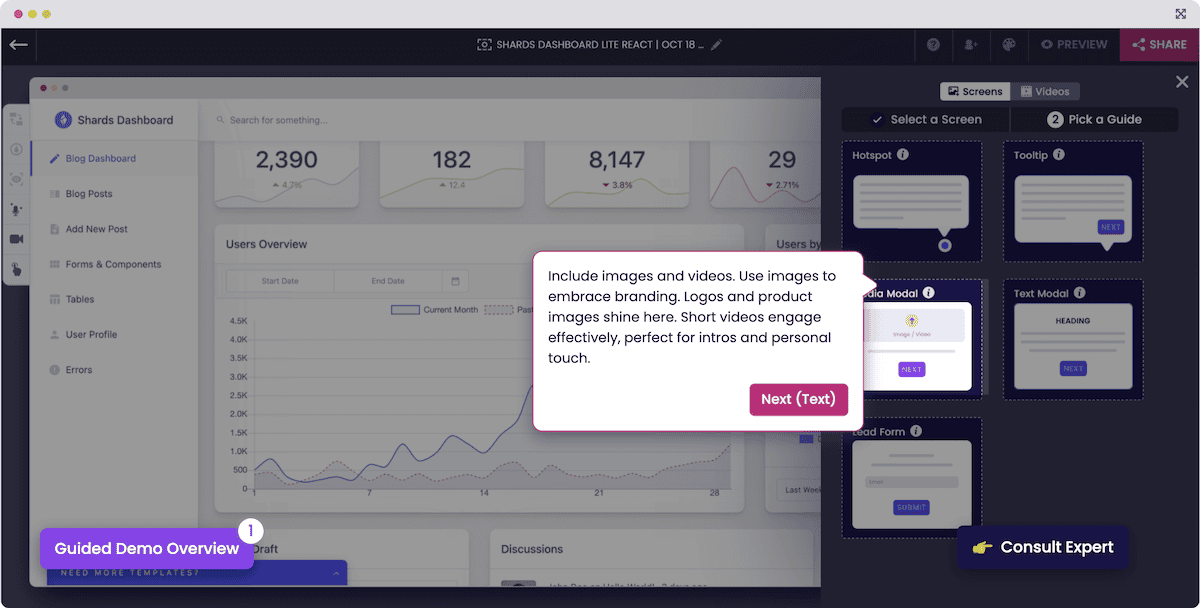 SHARDS DASHBOARD LITE REACT | OCT 18 ...
PREVIEW
SHARE
Shards Dashboard
Search for something...
Blog Dashboard
Blog Posts
Add New Post
Forms & Components
Tables
User Profile
Errors
2,390
4.7%
182
12.4
8,147
3.8%
29
2.71%
Users Overview
Users by
Start Date
End Date
Current Month
Past
4.5K
4.0K
3.5K
3.0K
2.5K
2.0K
1.5K
1.0K
500
0
1
7
14
21
28
Last Week
Draft
Discussions
Include images and videos. Use images to
embrace branding. Logos and product
images shine here. Short videos engage
effectively, perfect for intros and personal
touch.
Next (Text)
Screens
Videos
Select a Screen
2 Pick a Guide
Hotspot
Tooltip
NEXT
dia Modal
Image / Video
NEXT
Text Modal
HEADING
NEXT
Lead Form
Email
SUBMIT
Guided Demo Overview
1
NEED MORE TEMPLATES?
Consult Expert